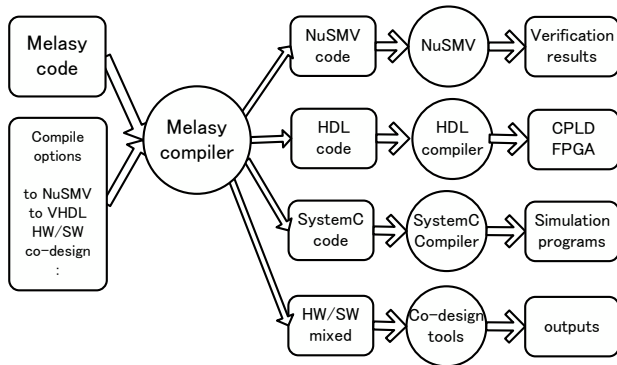 Melasy
code
Compile
options
to NuSMV
to VHDL
HW/SW
co-design
:
Melasy
compiler
NuSMV
code
NuSMV
Verification
results
HDL
code
HDL
compiler
CPLD
FPGA
SystemC
code
SystemC
Compiler
Simulation
programs
HW/SW
mixed
Co-design
tools
outputs